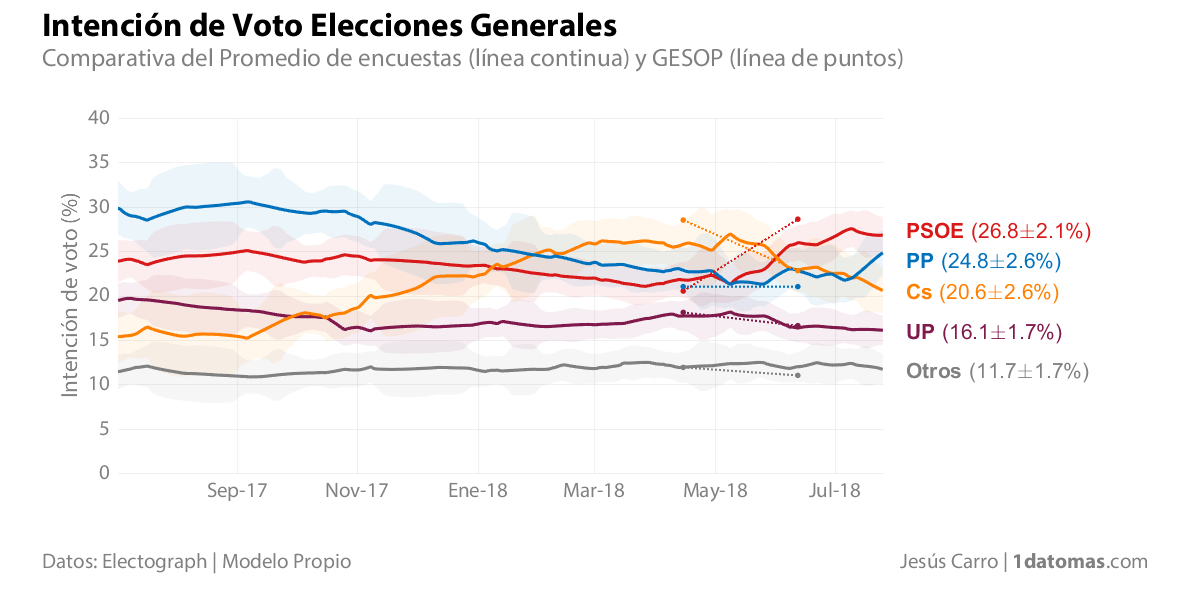 Intención de Voto Elecciones Generales
Comparativa del Promedio de encuestas (línea continua) y GESOP (línea de puntos)
Intención de voto (%)
40
35
30
25
20
15
10
5
0
Sep-17 Nov-17 Ene-18 Mar-18 May-18 Jul-18
PSOE (26.8±2.1%)
PP (24.8±2.6%)
Cs (20.6±2.6%)
UP (16.1±1.7%)
Otros (11.7±1.7%)
Datos: Electograph | Modelo Propio
Jesús Carro | 1datomas.com